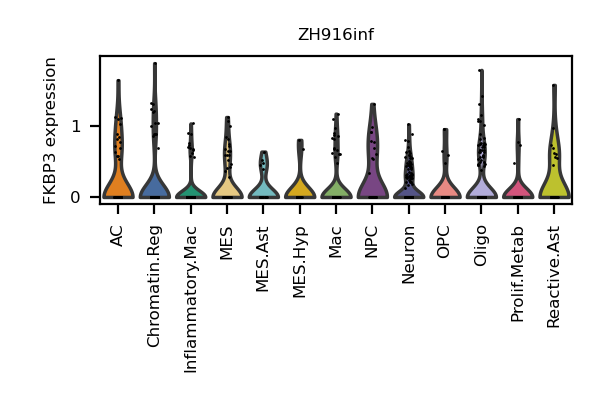 ZH916inf
FKBP3 expression
1
0
AC
Chromatin.Reg
Inflammatory.Mac
MES
MES.Ast
MES.Hyp
Mac
NPC
Neuron
OPC
Oligo
Prolif.Metab
Reactive.Ast